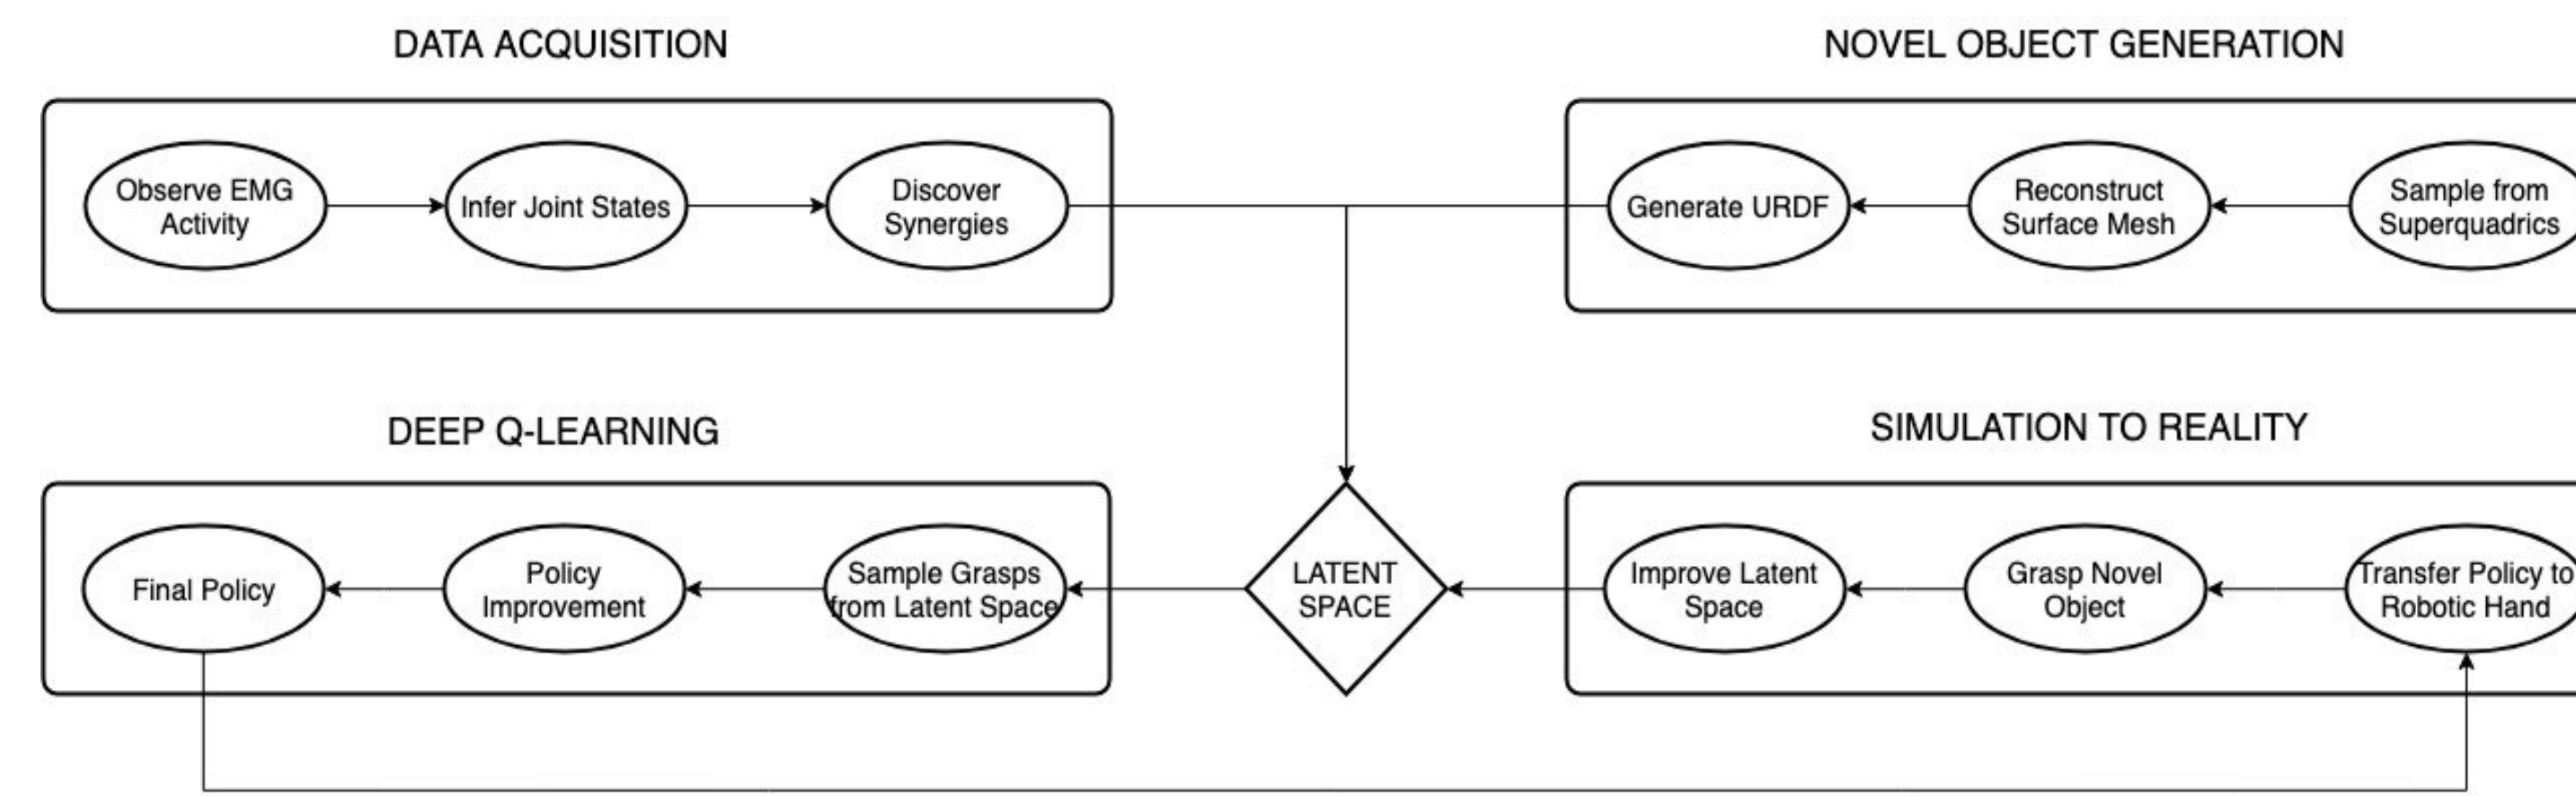 DATA ACQUISITION
Observe EMG
Activity
Infer Joint States
Discover
Synergies
NOVEL OBJECT GENERATION
Generate URDF
Reconstruct
Surface Mesh
Sample from
Superquadrics
DEEP Q-LEARNING
Final Policy
Policy
Improvement
Sample Grasps
from Latent Space
LATENT
SPACE
SIMULATION TO REALITY
Improve Latent
Space
Grasp Novel
Object
Transfer Policy to
Robotic Hand